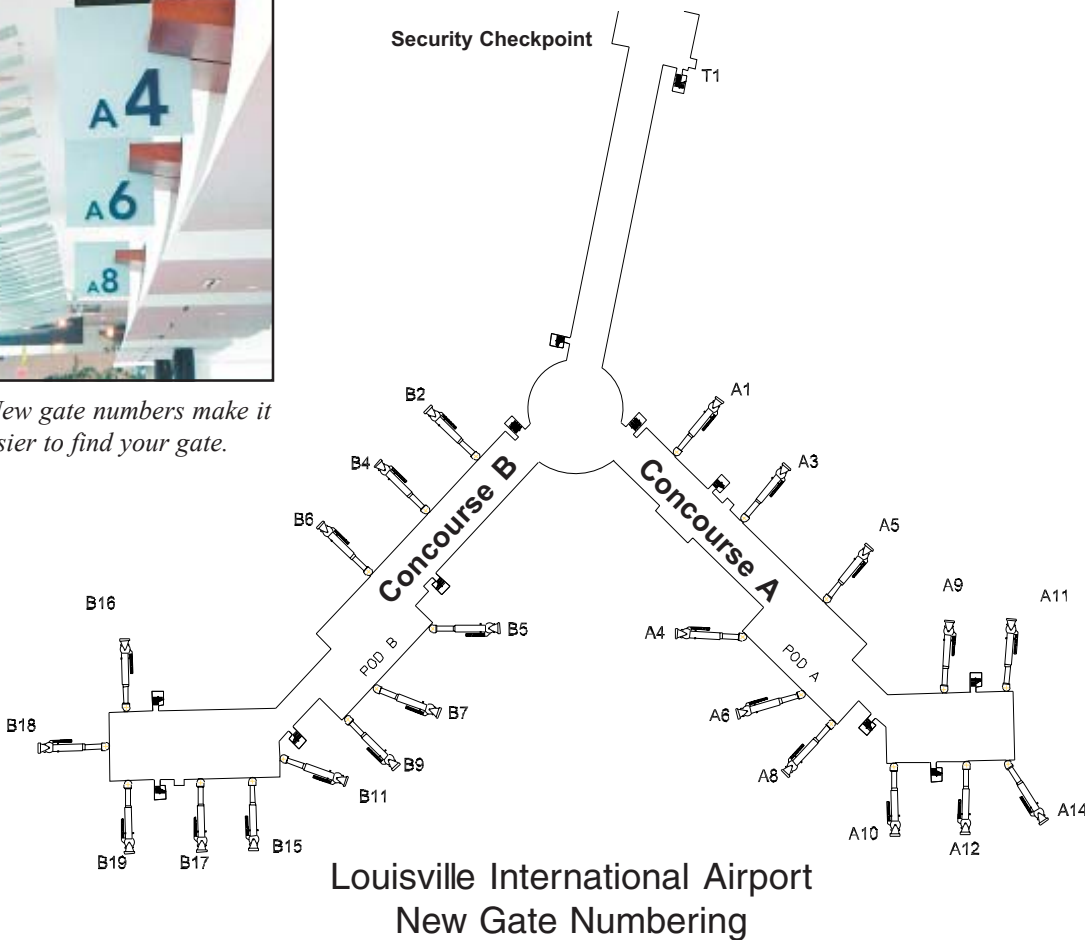 A4
A6
A8
New gate numbers make it
sier to find your gate.
Security Checkpoint
T1
B2
A1
B4
A3
B6
A5
Concourse B
Concourse A
B16
A9
A11
B5
A4
POD B
POD A
B7
A6
B18
B9
A8
B11
A14
A10
B19
B17
B15
A12
Louisville International Airport
New Gate Numbering